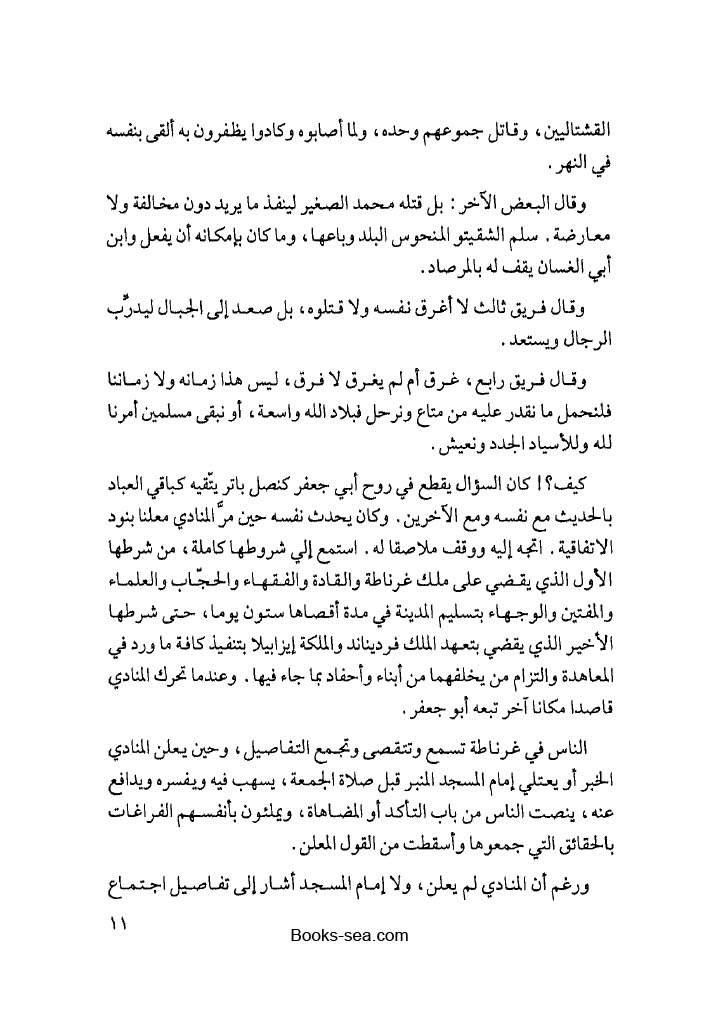 القشتاليين، وقاتل جموعهم وحده، ولما أصابوه وكادوا يظفرون به ألقى بنفسه
في النهر.
وقال البعض الآخر: بل قتله محمد الصغير لينفذ ما يريد دون مخالفة ولا
معارضة. سلم الشقيتو المنحوس البلد وباعها، وما كان بإمكانه أن يفعل وابن
أبي الغسان يقف له بالمرصاد.
وقال فريق ثالث لا أغرق نفسه ولا قتلوه، بل صعد إلى الجبال ليدرِّب
الرجال ويستعد.
وقال فريق رابع، غرق أم لم يغرق لا فرق، ليس هذا زمانه ولا زماننا
فلنحمل ما نقدر عليه من متاع ونرحل فبلاد الله واسعة، أو نبقى مسلمين أمرنا
لله وللأسياد الجدد ونعيش.
كيف؟! كان السؤال يقطع في روح أبي جعفر كنصل باتر يتّقيه كباقي العباد
بالحديث مع نفسه ومع الآخرين. وكان يحدث نفسه حين مرَّ المنادي معلنا بنود
الاتفاقية. اتجه إليه ووقف ملاصقا له. استمع إلي شروطها كاملة، من شرطها
الأول الذي يقضي على ملك غرناطة والقادة والفقهاء والحجّاب والعلماء
والمفتين والوجهاء بتسليم المدينة في مدة أقصاها ستون يوما، حتى شرطها
الأخير الذي يقضي بتعهد الملك فرديناند والملكة إيزابيلا بتنفيذ كافة ما ورد في
المعاهدة والتزام من يخلفهما من أبناء وأحفاد بما جاء فيها. وعندما تحرك المنادي
قاصدا مكانا آخر تبعه أبو جعفر.
الناس في غرناطة تسمع وتتقصى وتجمع التفاصيل، وحين يعلن المنادي
الخبر أو يعتلي إمام المسجد المنبر قبل صلاة الجمعة، يسهب فيه ويفسره ويدافع
عنه، ينصت الناس من باب التأكد أو المضاهاة، ويملئون بأنفسهم الفراغات
بالحقائق التي جمعوها وأسقطت من القول المعلن.
ورغم أن المنادي لم يعلن، ولا إمام المسجد أشار إلى تفاصيل اجتماع
١١
Books-sea.com